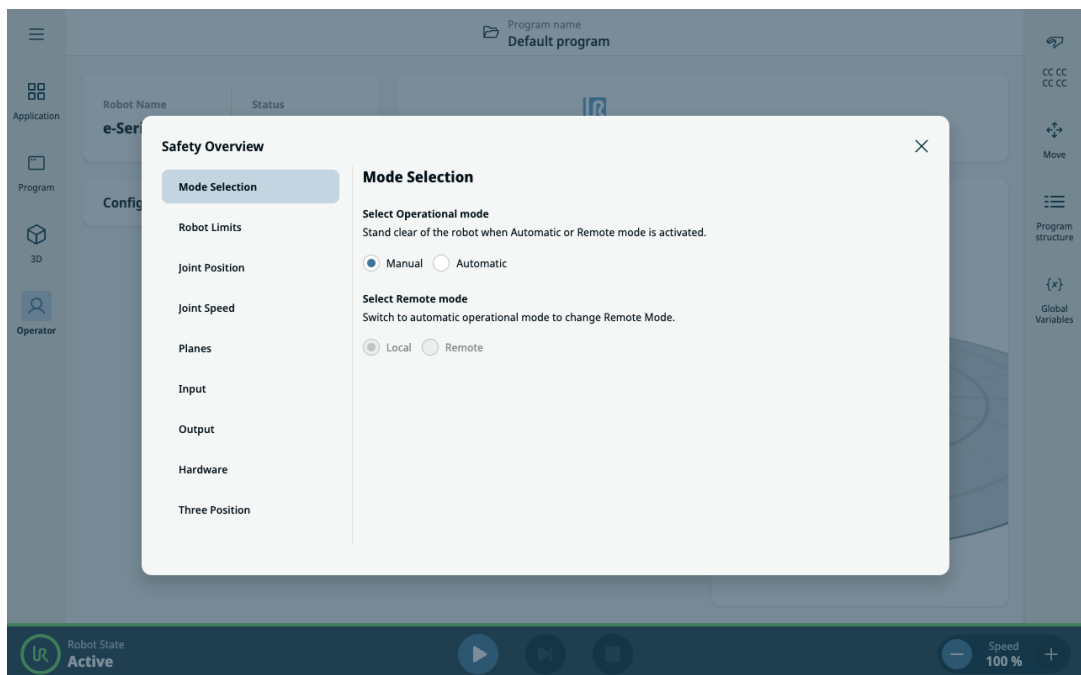 Program name
Default program
Application
Program
3D
Operator
Robot Name
Status
e-Seri
Config
Safety Overview
Mode Selection
Robot Limits
Joint Position
Joint Speed
Planes
Input
Output
Hardware
Three Position
Mode Selection
Select Operational mode
Stand clear of the robot when Automatic or Remote mode is activated.
Manual Automatic
Select Remote mode
Switch to automatic operational mode to change Remote Mode.
Local Remote
CC CC
CC CC
Move
Program
structure
{x}
Global
Variables
Robot State
Active
Speed
100 %